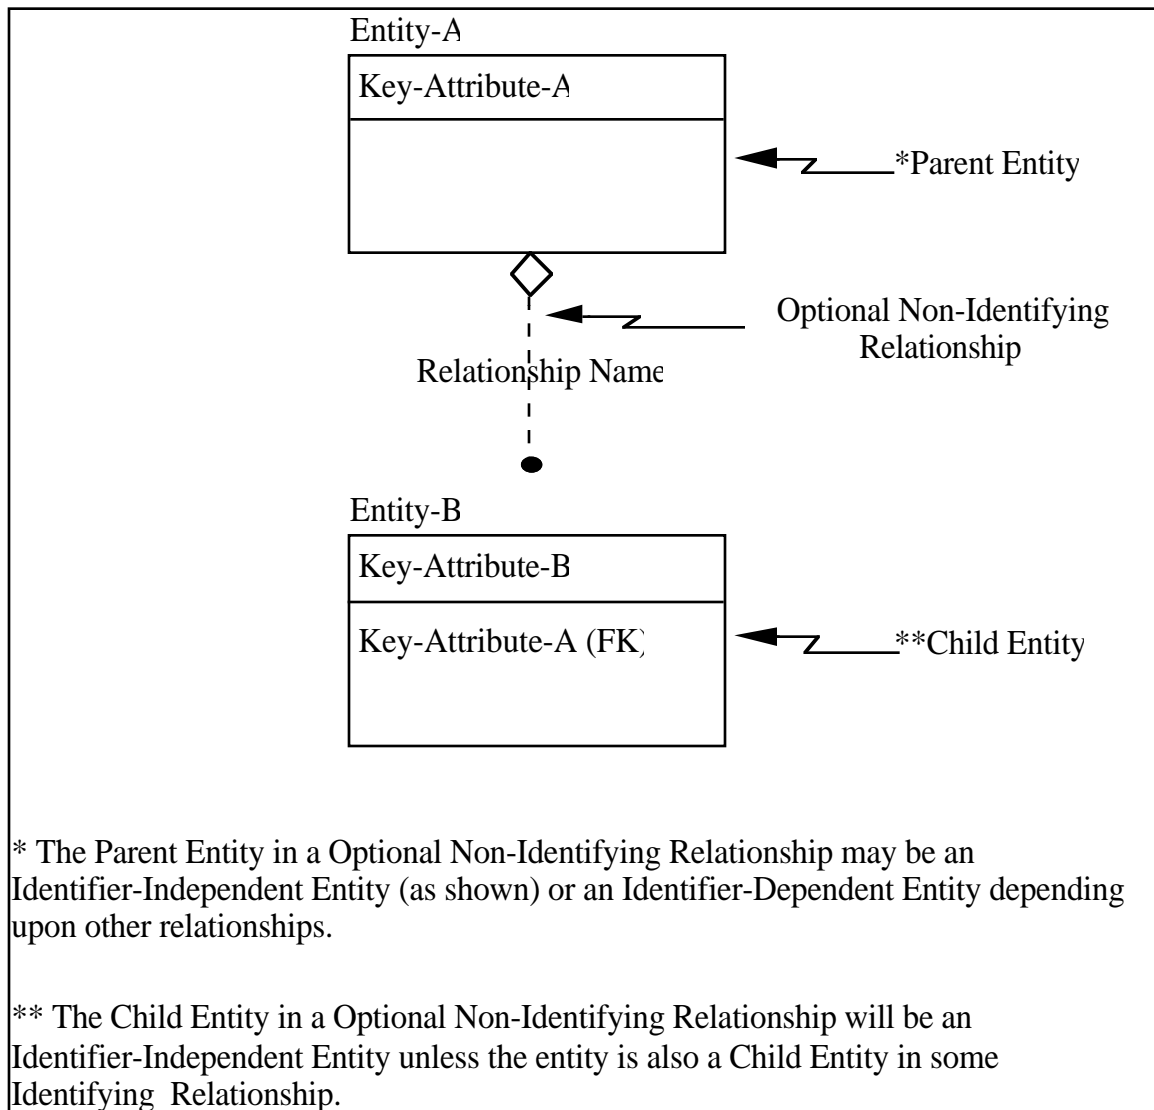 Entity-A
Key-Attribute-A
*Parent Entity
Optional Non-Identifying
Relationship
Relationship Name
Entity-B
Key-Attribute-B
Key-Attribute-A (FK)
**Child Entity
* The Parent Entity in a Optional Non-Identifying Relationship may be an
Identifier-Independent Entity (as shown) or an Identifier-Dependent Entity depending
upon other relationships.
** The Child Entity in a Optional Non-Identifying Relationship will be an
Identifier-Independent Entity unless the entity is also a Child Entity in some
Identifying Relationship.